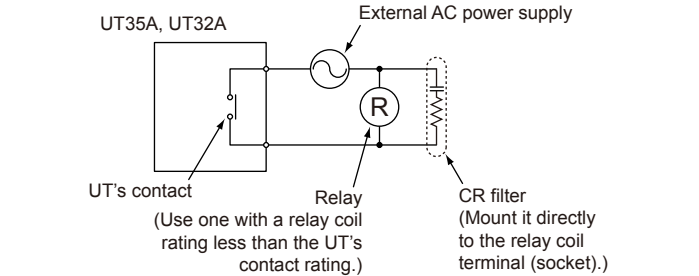 External AC power supply
UT35A, UT32A
R
UT's contact
Relay
(Use one with a relay coil
rating less than the UT's
contact rating.)
CR filter
(Mount it directly
to the relay coil
terminal (socket).)